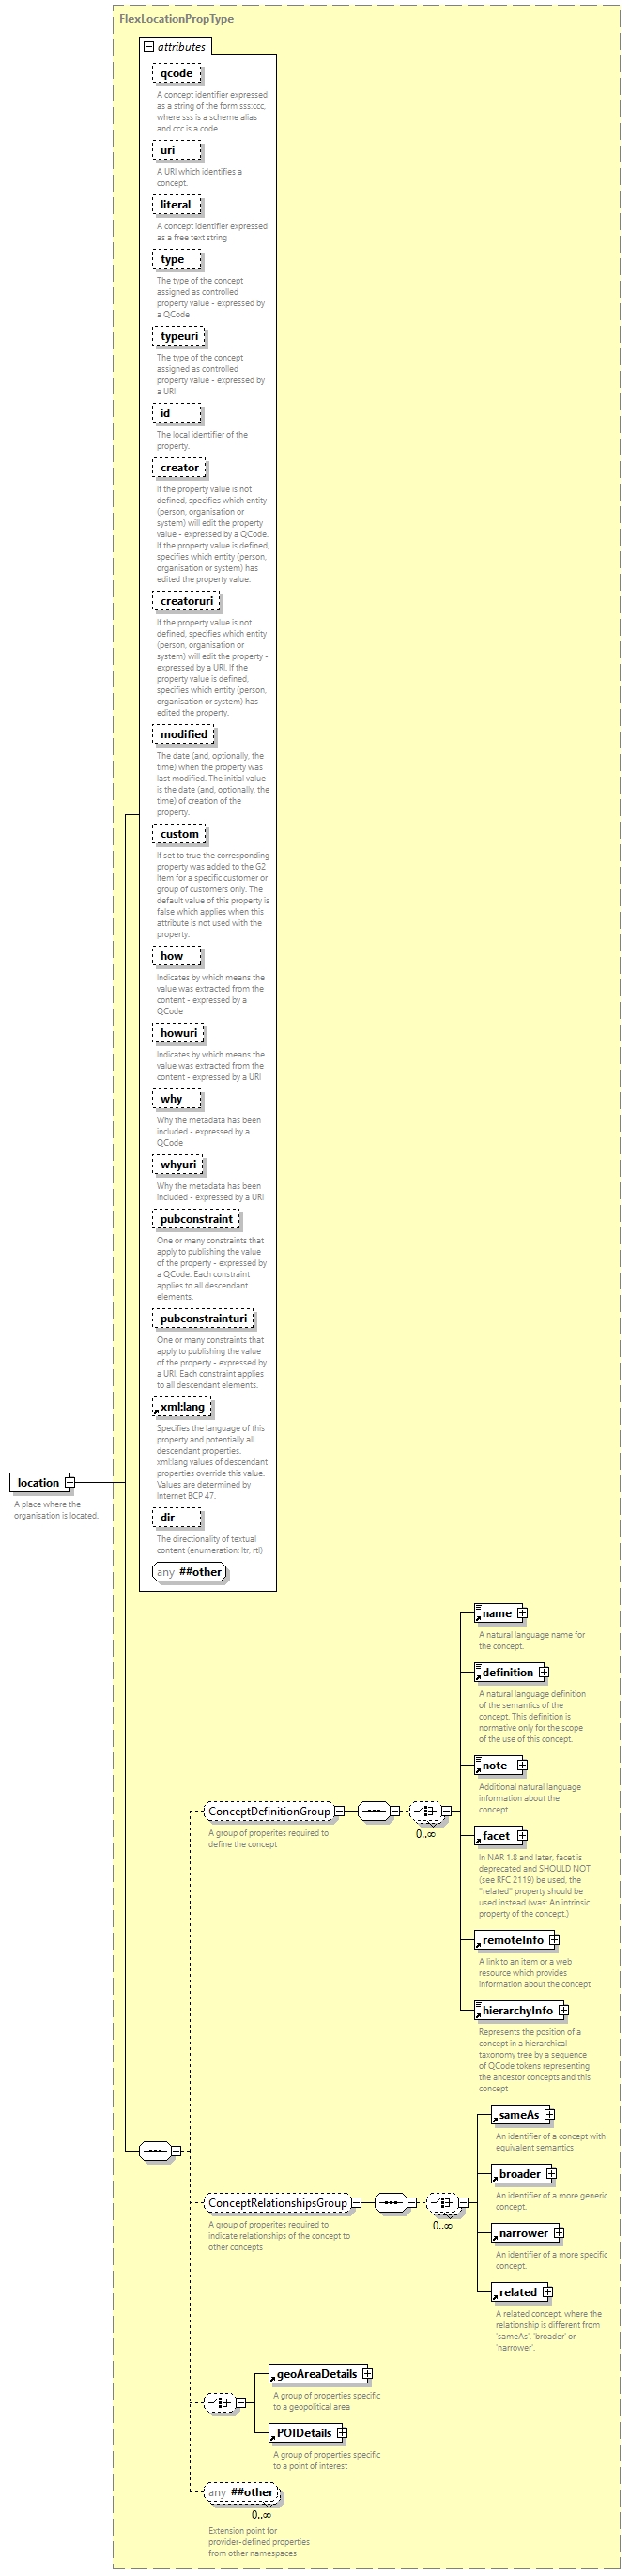 FlexLocationPropType
attributes
qcode
A concept identifier expressed
as a string of the form sss:ccc,
where sss is a scheme alias
and ccc is a code
uri
A URI which identifies a
concept.
literal
A concept identifier expressed
as a free text string
type
The type of the concept
assigned as controlled
property value - expressed by
a QCode
typeuri
The type of the concept
assigned as controlled
property value - expressed by
a URI
id
The local identifier of the
property.
creator
If the property value is not
defined, specifies which entity
(person, organisation or
system) will edit the property
value - expressed by a QCode.
If the property value is defined,
specifies which entity (person,
organisation or system) has
edited the property value.
creatoruri
If the property value is not
defined, specifies which entity
(person, organisation or
system) will edit the property -
expressed by a URI. If the
property value is defined,
specifies which entity (person,
organisation or system) has
edited the property.
modified
The date (and, optionally, the
time) when the property was
last modified. The initial value
is the date (and, optionally, the
time) of creation of the
property.
custom
If set to true the corresponding
property was added to the G2
Item for a specific customer or
group of customers only. The
default value of this property is
false which applies when this
attribute is not used with the
property.
how
Indicates by which means the
value was extracted from the
content - expressed by a
QCode
howuri
Indicates by which means the
value was extracted from the
content - expressed by a URI
why
Why the metadata has been
included - expressed by a
QCode
whyuri
Why the metadata has been
included - expressed by a URI
pubconstraint
One or many constraints that
apply to publishing the value
of the property - expressed by
a QCode. Each constraint
applies to all descendant
elements.
pubconstrainturi
One or many constraints that
apply to publishing the value
of the property - expressed by
a URI. Each constraint applies
to all descendant elements.
xml:lang
Specifies the language of this
property and potentially all
descendant properties.
xml:lang values of descendant
properties override this value.
Values are determined by
Internet BCP 47.
dir
The directionality of textual
content (enumeration: ltr, rtl)
any ##other
location
A place where the
organisation is located.
ConceptDefinitionGroup
0..∞
A group of properites required to
define the concept
name
A natural language name for
the concept.
definition
A natural language definition
of the semantics of the
concept. This definition is
normative only for the scope
of the use of this concept.
note
Additional natural language
information about the
concept.
facet
In NAR 1.8 and later, facet is
deprecated and SHOULD NOT
(see RFC 2119) be used, the
"related" property should be
used instead (was: An intrinsic
property of the concept.)
remoteInfo
A link to an item or a web
resource which provides
information about the concept
hierarchyInfo
Represents the position of a
concept in a hierarchical
taxonomy tree by a sequence
of QCode tokens representing
the ancestor concepts and this
concept
ConceptRelationshipsGroup
0..∞
A group of properites required to
indicate relationships of the concept to
other concepts
sameAs
An identifier of a concept with
equivalent semantics
broader
An identifier of a more generic
concept.
narrower
An identifier of a more specific
concept.
related
A related concept, where the
relationship is different from
'sameAs', 'broader' or
'narrower'.
geoAreaDetails
A group of properties specific
to a geopolitical area
POIDetails
A group of properties specific
to a point of interest
any ##other
0..∞
Extension point for
provider-defined properties
from other namespaces